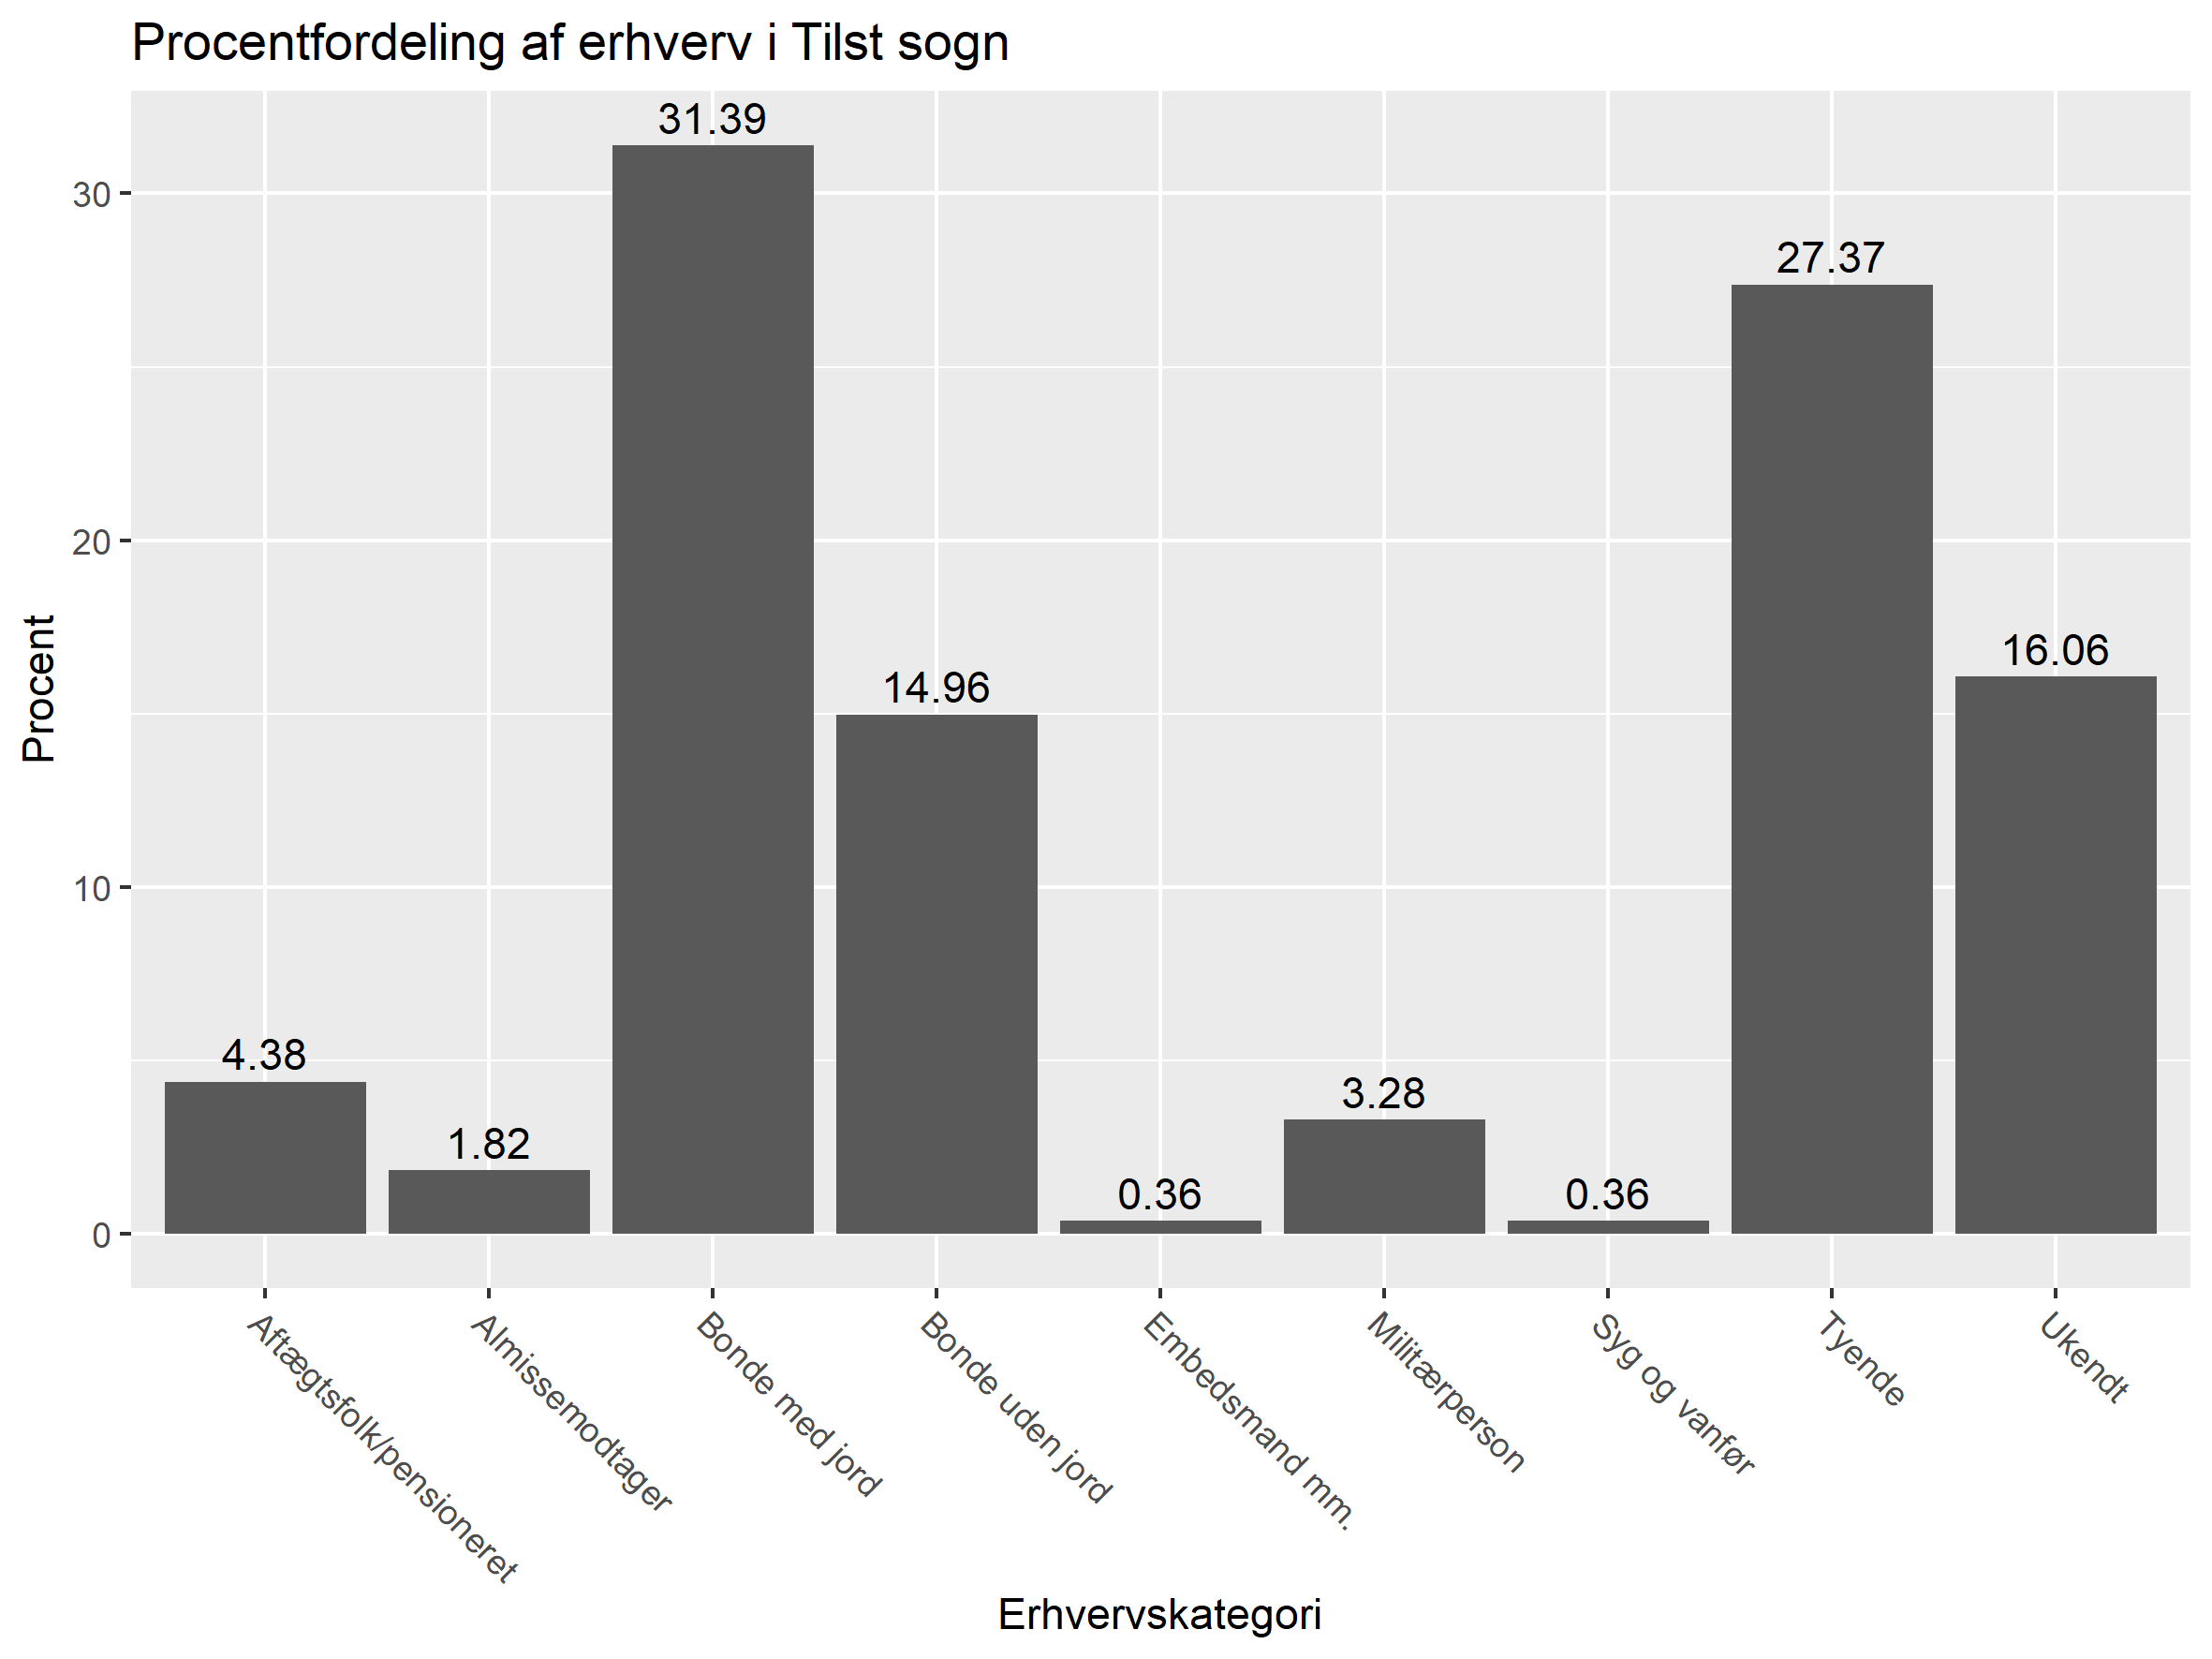 Procentfordeling af erhverv i Tilst sogn
Procent
30
20
10
0
4.38
1.82
31.39
14.96
0.36
3.28
0.36
27.37
16.06
Aftægtsfolk/pensioneret
Almissemodtager
Bonde med jord
Bonde uden jord
Embedsmand mm.
Militærperson
Syg og vanfør
Tyende
Ukendt
Erhvervskategori